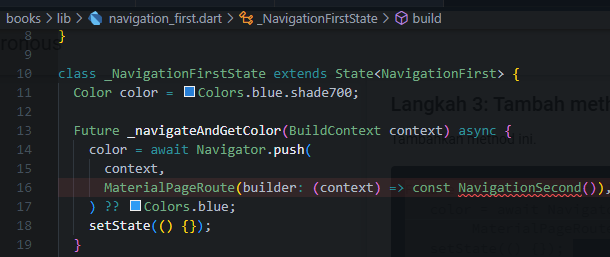 books > lib > navigation_first.dart > _NavigationFirstState > build
8 }
9
10 class _NavigationFirstState extends State<NavigationFirst> {
11 Color color = Colors.blue.shade700;
12
13 Future _navigateAndGetColor(BuildContext context) async {
14 color = await Navigator.push(
15 context,
16 MaterialPageRoute(builder: (context) => const NavigationSecond()),
17 ) ?? Colors.blue;
18 setState(() {});
19 }
ronous
Langkah 3: Tambah meth
Tambahkan method ini